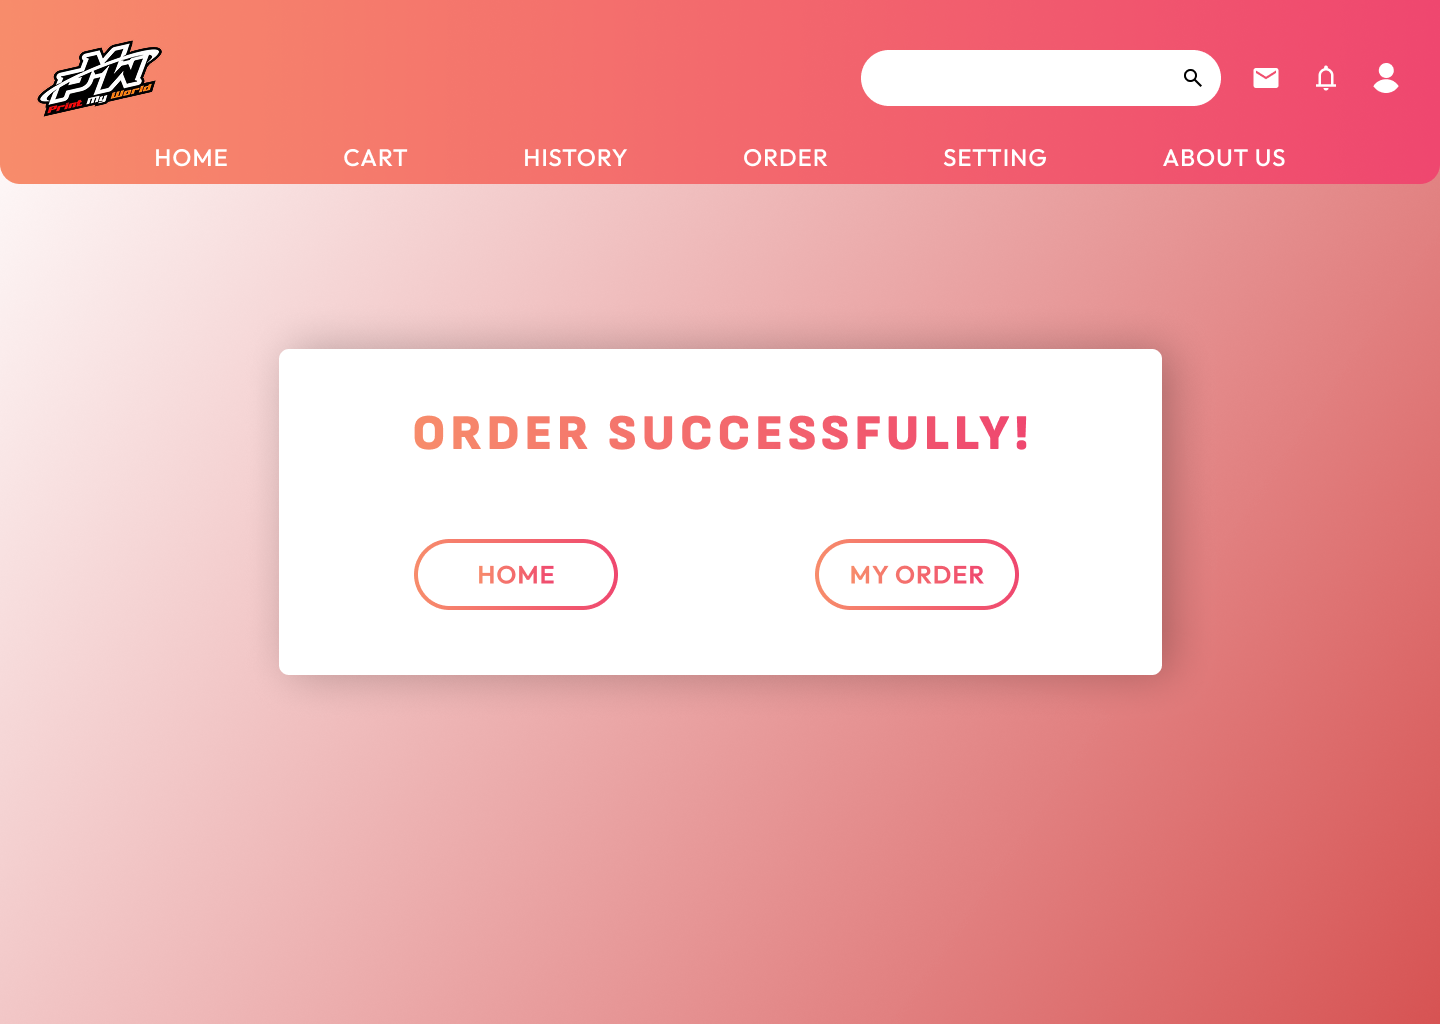 PMW
Print My World
HOME CART HISTORY ORDER SETTING ABOUT US
ORDER SUCCESSFULLY!
HOME MY ORDER